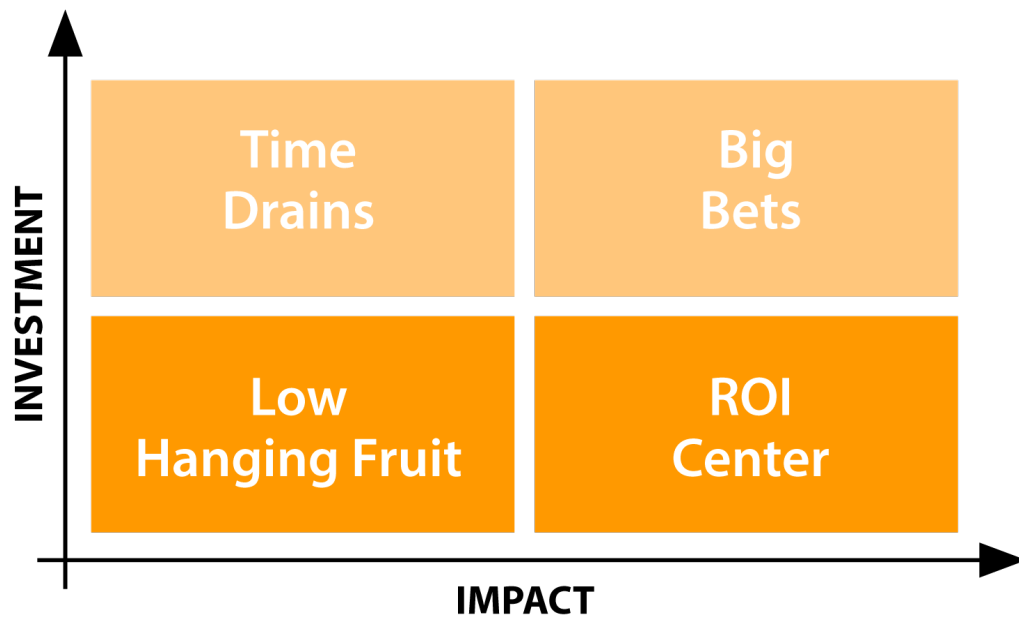 INVESTMENT
Time
Drains
Big
Bets
Low
Hanging Fruit
ROI
Center
IMPACT